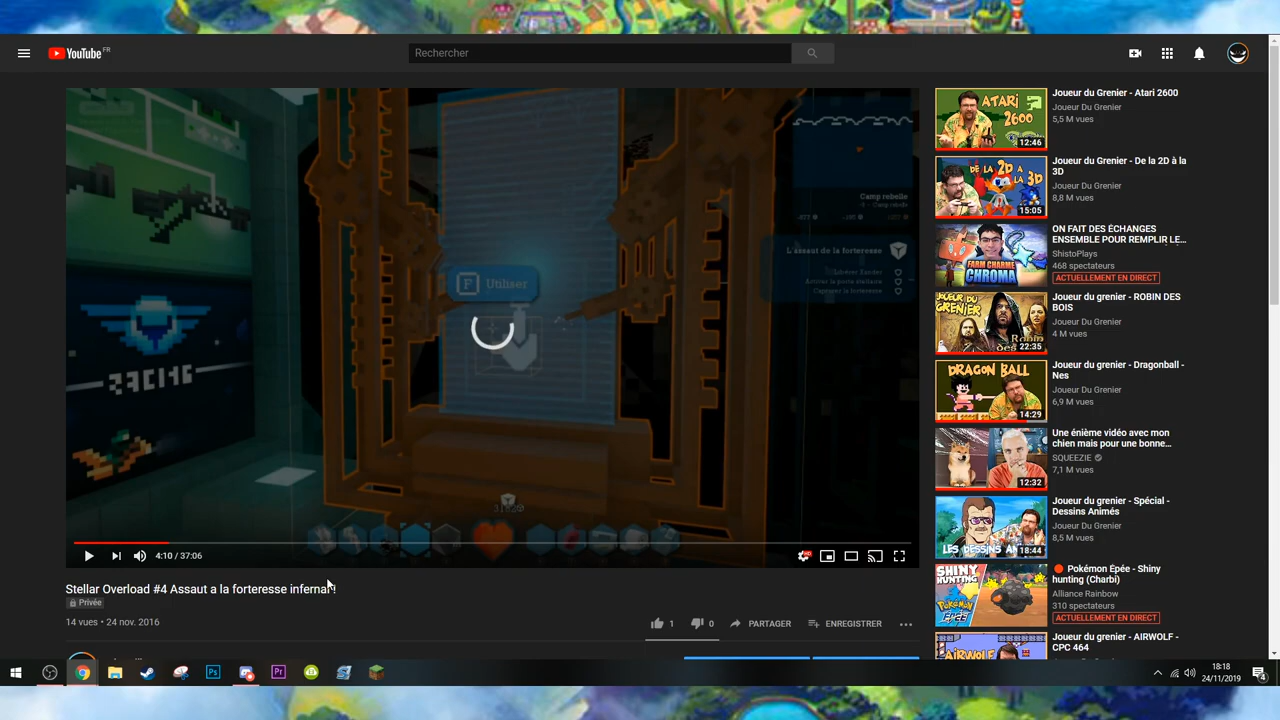 YouTube FR
Rechercher
Camp rebelle
L'assaut de la forteresse
F Utiliser
4:10 / 37:06
HD
Stellar Overload #4 Assaut a la forteresse infernal!
Privée
14 vues • 24 nov. 2016
1
0
PARTAGER
ENREGISTRER
ATARI 2600
12:46
Joueur du Grenier - Atari 2600
Joueur Du Grenier
5,5 M vues
DE LA 2D A LA 3D
15:05
Joueur du Grenier - De la 2D à la
3D
Joueur Du Grenier
8,8 M vues
FARM CHARME
CHROMA
ON FAIT DES ÉCHANGES
ENSEMBLE POUR REMPLIR LE...
ShistoPlays
468 spectateurs
ACTUELLEMENT EN DIRECT
JOUEUR DU GRENIER
22:35
Joueur du grenier - ROBIN DES
BOIS
Joueur Du Grenier
4 M vues
DRAGON BALL
14:29
Joueur du grenier - Dragonball -
Nes
Joueur Du Grenier
6,9 M vues
12:32
Une énième vidéo avec mon
chien mais pour une bonne...
SQUEEZIE
7,1 M vues
18:44
Joueur du grenier - Spécial -
Dessins Animés
Joueur Du Grenier
8,5 M vues
SHINY
HUNTING
POKÉMON
ÉPÉE
Pokémon Épée - Shiny
hunting (Charbi)
Alliance Rainbow
310 spectateurs
ACTUELLEMENT EN DIRECT
AIRWOLF
Joueur du grenier - AIRWOLF -
CPC 464
Ps
Pr
18:18
24/11/2019
4